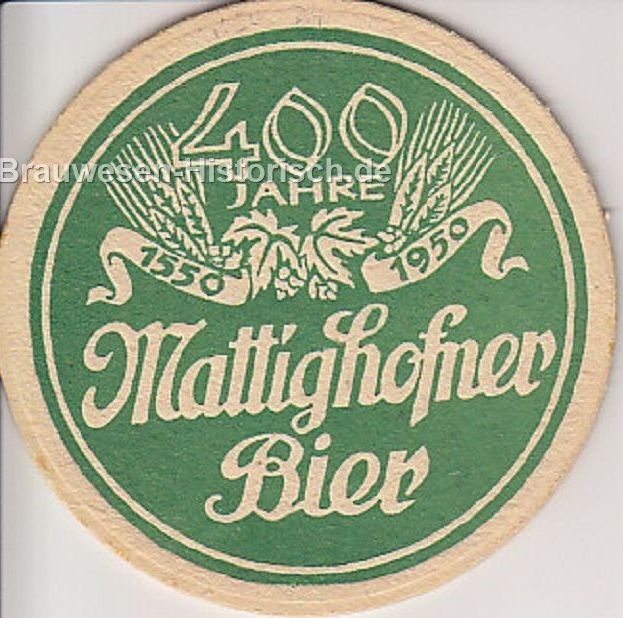 400
Brauwesen-Historisch.de
JAHRE
1550 1950
Mattighofner
Bier